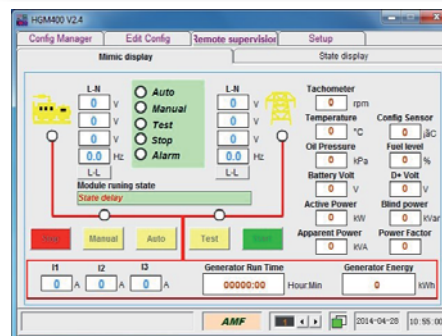 HGM400 V2.4
Config Manager Edit Config Remote supervision Setup
Mimic display State display
L-N L-N Tachometer
0 V Auto 0 V 0 rpm
0 V Manual 0 V Temperature Config Sensor
0 V Test 0 V 0 °C 0
0.0 Hz Stop 0.0 Hz Oil Pressure Fuel level
Alarm 0 kPa 0 %
L-L L-L Battery Volt D+ Volt
Module runing state 0 V 0 V
State delay Active Power Blind power
0 kW 0 kVar
Manual Auto Test Apparent Power Power Factor
0 kVA 0
I1 I2 I3 Generator Run Time Generator Energy
0 A 0 A 0 A 00000:00 Hour:Min 0 kWh
AMF 1 2014-04-28 10:55:00